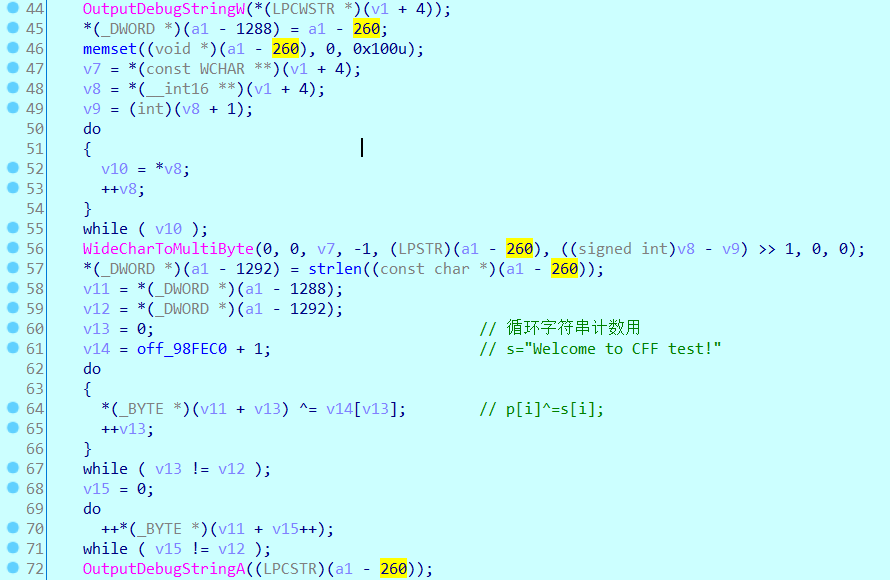 44 OutputDebugStringW(*(LPCWSTR *)(v1 + 4));
45 *(_DWORD *)(a1 - 1288) = a1 - 260;
46 memset((void *)(a1 - 260), 0, 0x100u);
47 v7 = *(const WCHAR **)(v1 + 4);
48 v8 = *(__int16 **)(v1 + 4);
49 v9 = (int)(v8 + 1);
50 do
51 {
52 v10 = *v8;
53 ++v8;
54 }
55 while ( v10 );
56 WideCharToMultiByte(0, 0, v7, -1, (LPSTR)(a1 - 260), ((signed int)v8 - v9) >> 1, 0, 0);
57 *(_DWORD *)(a1 - 1292) = strlen((const char *)(a1 - 260));
58 v11 = *(_DWORD *)(a1 - 1288);
59 v12 = *(_DWORD *)(a1 - 1292);
60 v13 = 0; // 循环字符串计数用
61 v14 = off_98FEC0 + 1; // s="Welcome to CFF test!"
62 do
63 {
64 *(_BYTE *)(v11 + v13) ^= v14[v13]; // p[i]^=s[i];
65 ++v13;
66 }
67 while ( v13 != v12 );
68 v15 = 0;
69 do
70 ++*(_BYTE *)(v11 + v15++);
71 while ( v15 != v12 );
72 OutputDebugStringA((LPCSTR)(a1 - 260));